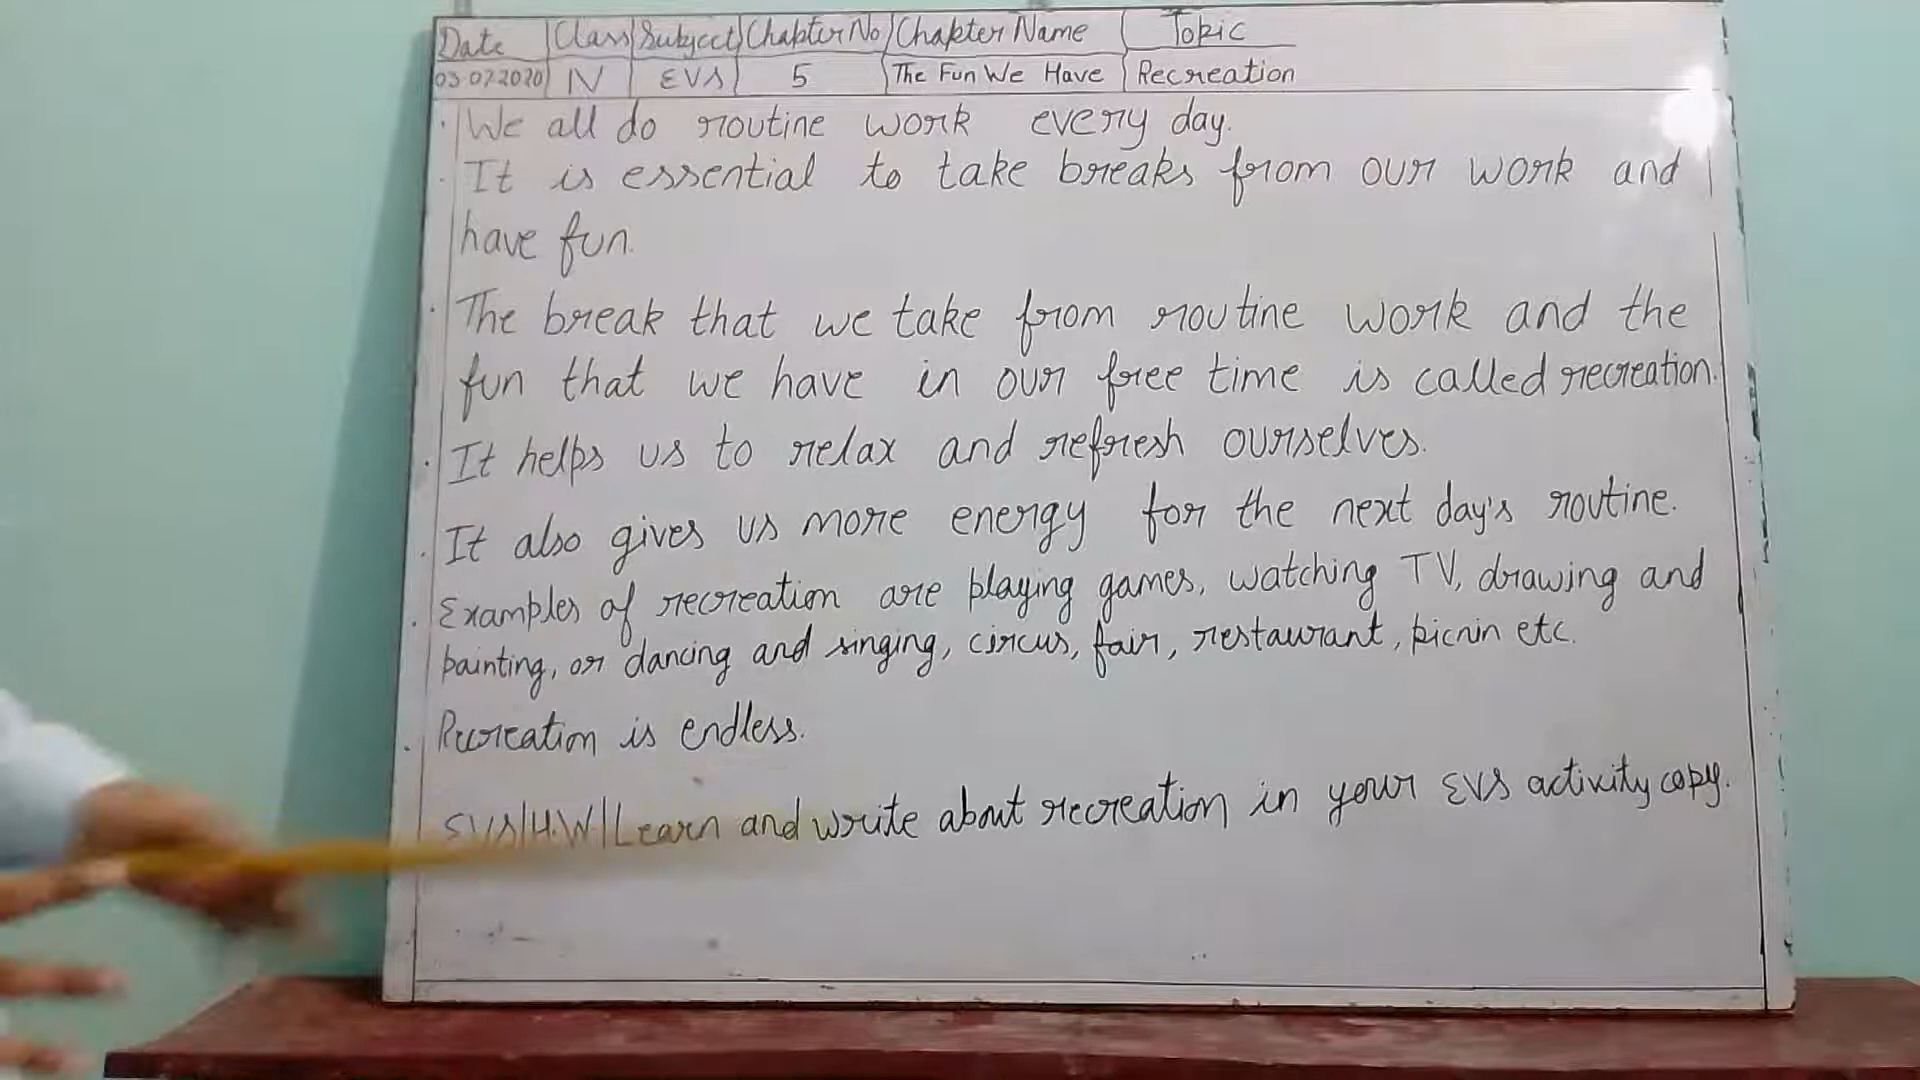 Date Class Subject Chapter No Chapter Name Topic
03.07.2020 IV EVS 5 The Fun We Have Recreation
We all do routine work every day.
It is essential to take breaks from our work and
have fun.
The break that we take from routine work and the
fun that we have in our free time is called recreation.
It helps us to relax and refresh ourselves.
It also gives us more energy for the next day's routine.
Examples of recreation are playing games, watching TV, drawing and
painting, or dancing and singing, circus, fair, restaurant, picnin etc.
Recreation is endless.
EVS|H.W|Learn and write about recreation in your EVS activity copy.